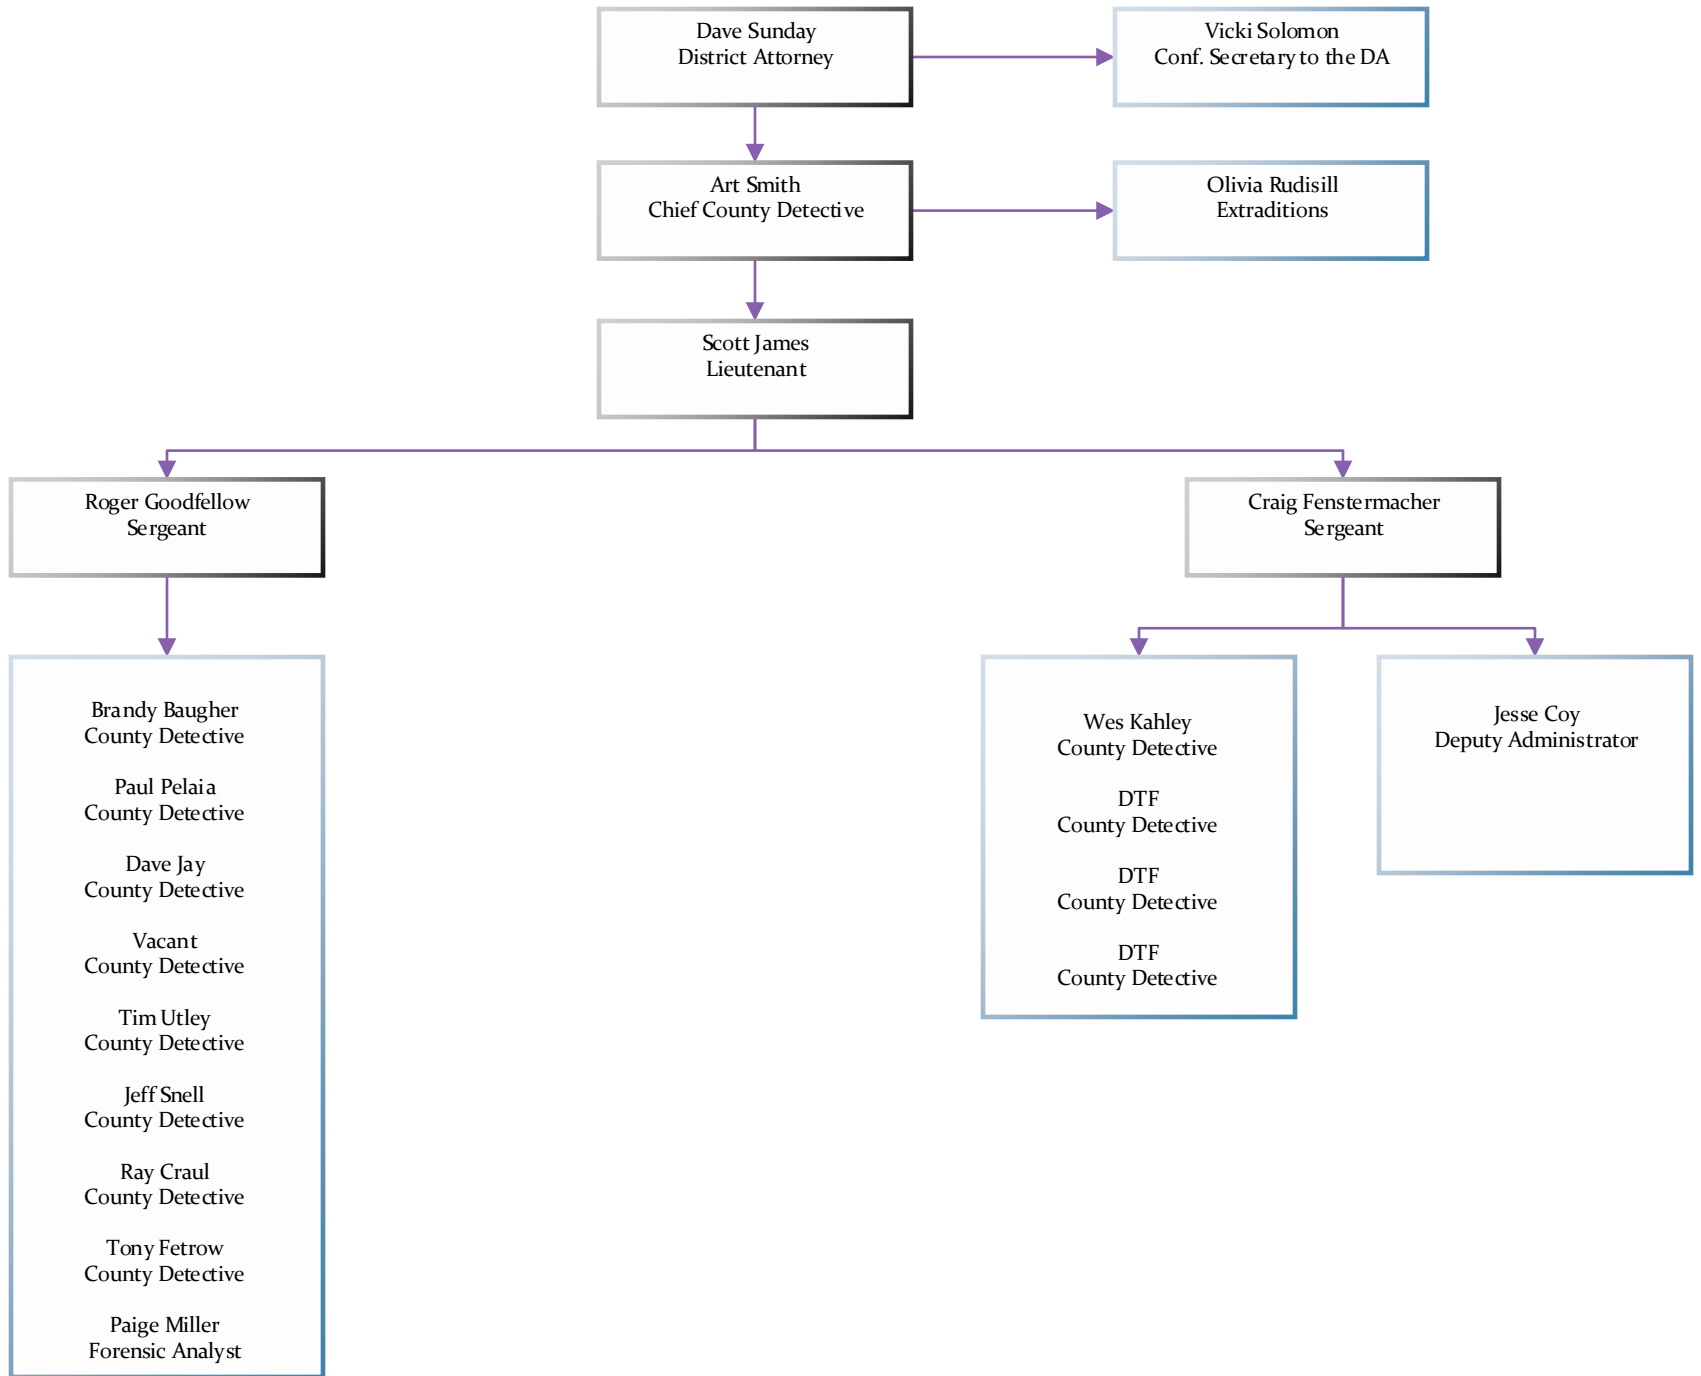 Dave Sunday
District Attorney
Vicki Solomon
Conf. Secretary to the DA
Art Smith
Chief County Detective
Olivia Rudisill
Extraditions
Scott James
Lieutenant
Roger Goodfellow
Sergeant
Craig Fenstermacher
Sergeant
Brandy Baugher
County Detective
Paul Pelaia
County Detective
Dave Jay
County Detective
Vacant
County Detective
Tim Utley
County Detective
Jeff Snell
County Detective
Ray Craul
County Detective
Tony Fetrow
County Detective
Paige Miller
Forensic Analyst
Wes Kahley
County Detective
DTF
County Detective
DTF
County Detective
DTF
County Detective
Jesse Coy
Deputy Administrator